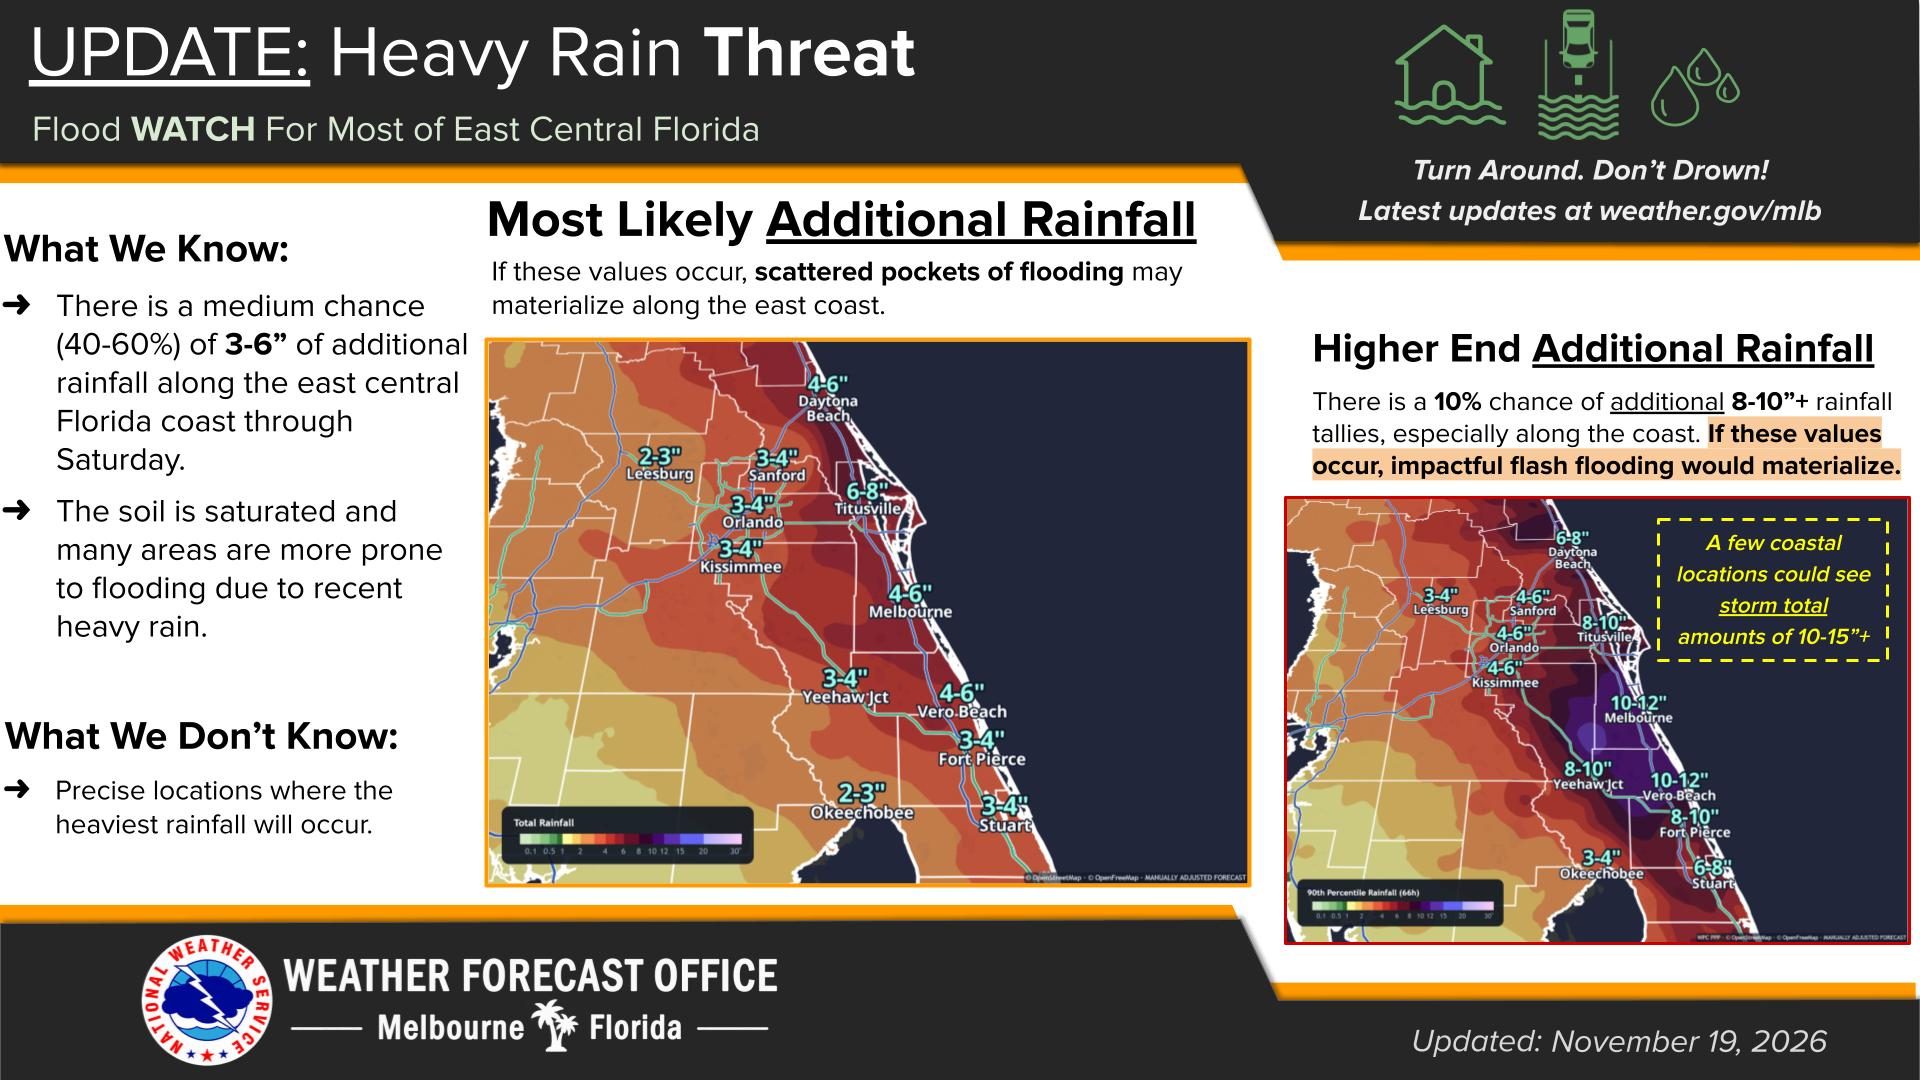 UPDATE: Heavy Rain Threat
Flood WATCH For Most of East Central Florida
Turn Around. Don’t Drown!
Latest updates at weather.gov/mlb
What We Know:
➜ There is a medium chance
(40-60%) of 3-6” of additional
rainfall along the east central
Florida coast through
Saturday.
➜ The soil is saturated and
many areas are more prone
to flooding due to recent
heavy rain.
What We Don’t Know:
➜ Precise locations where the
heaviest rainfall will occur.
Most Likely Additional Rainfall
If these values occur, scattered pockets of flooding may
materialize along the east coast.
4-6"
Daytona
Beach
2-3"
Leesburg
3-4"
Sanford
6-8"
Titusville
3-4"
Orlando
3-4"
Kissimmee
4-6"
Melbourne
3-4"
Yeehaw Jct
4-6"
Vero Beach
3-4"
Fort Pierce
2-3"
Okeechobee
3-4"
Stuart
Total Rainfall
0.1 0.5 1 2 4 6 8 10 12 15 20 30"
© OpenStreetMap - © OpenFreeMap - MANUALLY ADJUSTED FORECAST
Higher End Additional Rainfall
There is a 10% chance of additional 8-10”+ rainfall
tallies, especially along the coast. If these values
occur, impactful flash flooding would materialize.
A few coastal
locations could see
storm total
amounts of 10-15”+
6-8"
Daytona
Beach
3-4"
Leesburg
4-6"
Sanford
8-10"
Titusville
4-6"
Orlando
4-6"
Kissimmee
10-12"
Melbourne
8-10"
Yeehaw Jct
10-12"
Vero Beach
8-10"
Fort Pierce
3-4"
Okeechobee
6-8"
Stuart
90th Percentile Rainfall (66h)
0.1 0.5 1 2 4 6 8 10 12 15 20 30"
WPC PPP - © OpenStreetMap - © OpenFreeMap - MANUALLY ADJUSTED FORECAST
NATIONAL WEATHER SERVICE
WEATHER FORECAST OFFICE
Melbourne Florida
Updated: November 19, 2026